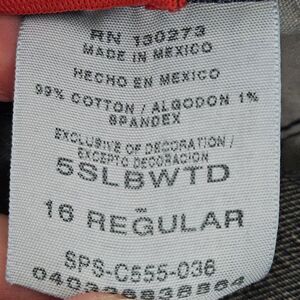 RN 130273
MADE IN MEXICO
HECHO EN MEXICO
99% COTTON / ALGODON 1%
SPANDEX
EXCLUSIVE OF DECORATION /
EXCEPTO DECORACION
5SLBWTD
16 REGULAR
SPS-C555-036